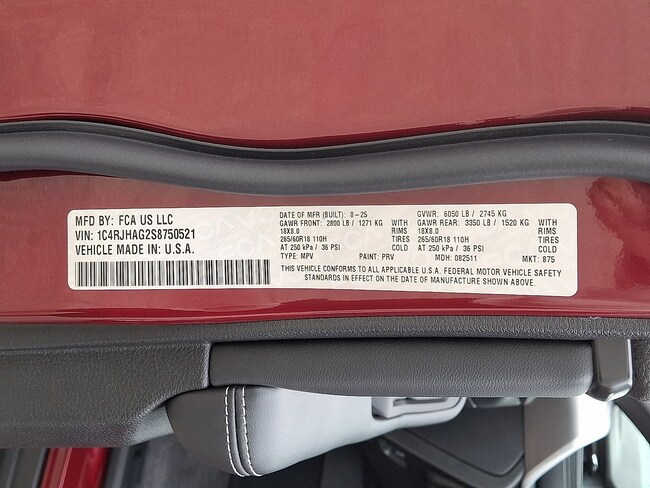 MFD BY: FCA US LLC
VIN: 1C4RJHAG2S8750521
VEHICLE MADE IN: U.S.A.
DATE OF MFR (BUILT): 8-25 GVWR: 6050 LB / 2745 KG
GAWR FRONT: 2800 LB / 1271 KG WITH GAWR REAR: 3350 LB / 1520 KG WITH
18X8.0 RIMS 18X8.0 RIMS
265/60R18 110H TIRES 265/60R18 110H TIRES
AT 250 kPa / 36 PSI COLD AT 250 kPa / 36 PSI COLD
TYPE: MPV PAINT: PRV MDH: 082511 MKT: 875
THIS VEHICLE CONFORMS TO ALL APPLICABLE U.S.A. FEDERAL MOTOR VEHICLE SAFETY
STANDARDS IN EFFECT ON THE DATE OF MANUFACTURE SHOWN ABOVE.